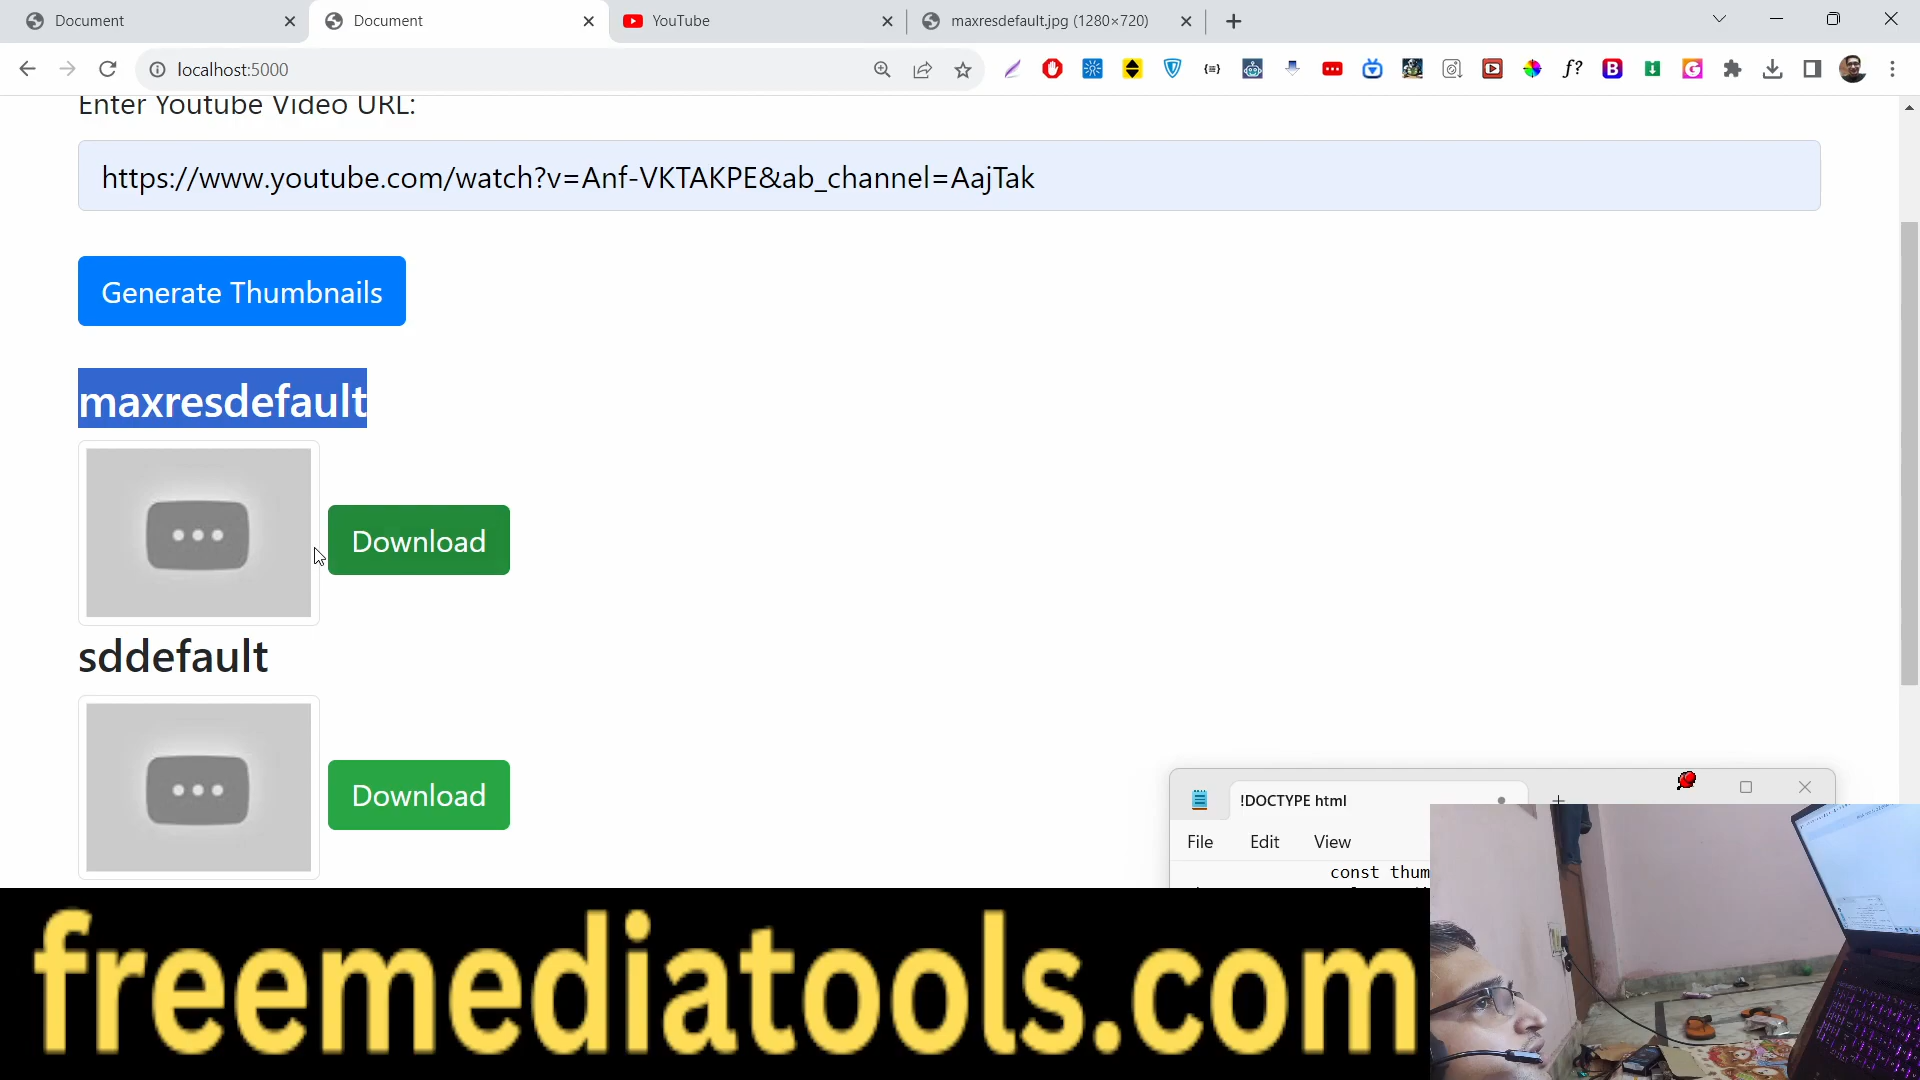 Document
Document
YouTube
maxresdefault.jpg (1280×720)
localhost:5000
Enter Youtube Video URL:
https://www.youtube.com/watch?v=Anf-VKTAKPE&ab_channel=AajTak
Generate Thumbnails
maxresdefault
Download
sddefault
Download
!DOCTYPE html
File Edit View
const thum
freemediatools.com